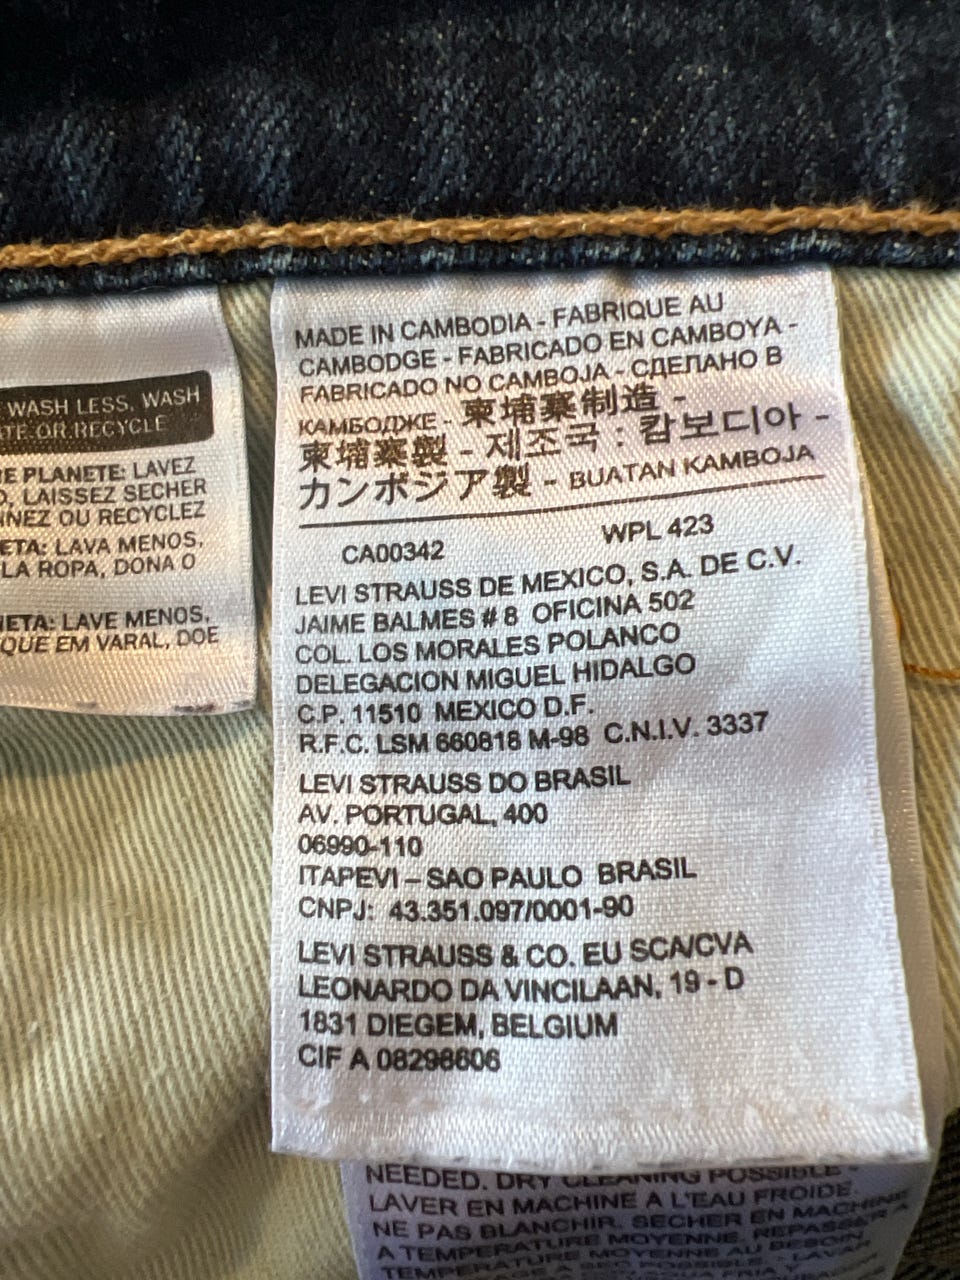 WASH LESS, WASH
OR RECYCLE
PLANETE: LAVEZ
LAISSEZ SECHER
OU RECYCLEZ
LAVA MENOS,
LA ROPA, DONA O
LAVE MENOS,
QUE EM VARAL, DOE
MADE IN CAMBODIA - FABRIQUE AU
CAMBODGE - FABRICADO EN CAMBOYA -
FABRICADO NO CAMBOJA - СДЕЛАНО В
КАМБОДЖЕ - 柬埔寨制造 -
柬埔寨製 - 제조국 : 캄보디아 -
カンボジア製 - BUATAN KAMBOJA
CA00342 WPL 423
LEVI STRAUSS DE MEXICO, S.A. DE C.V.
JAIME BALMES # 8 OFICINA 502
COL. LOS MORALES POLANCO
DELEGACION MIGUEL HIDALGO
C.P. 11510 MEXICO D.F.
R.F.C. LSM 660818 M-98 C.N.I.V. 3337
LEVI STRAUSS DO BRASIL
AV. PORTUGAL, 400
06990-110
ITAPEVI – SAO PAULO BRASIL
CNPJ: 43.351.097/0001-90
LEVI STRAUSS & CO. EU SCA/CVA
LEONARDO DA VINCILAAN, 19 - D
1831 DIEGEM, BELGIUM
CIF A 08298606
NEEDED. DRY CLEANING POSSIBLE -
LAVER EN MACHINE A L'EAU FROIDE.
NE PAS BLANCHIR. SECHER EN MACHINE
A TEMPERATURE MOYENNE. REPASSER A
TEMPERATURE MOYENNE AU BESOIN.